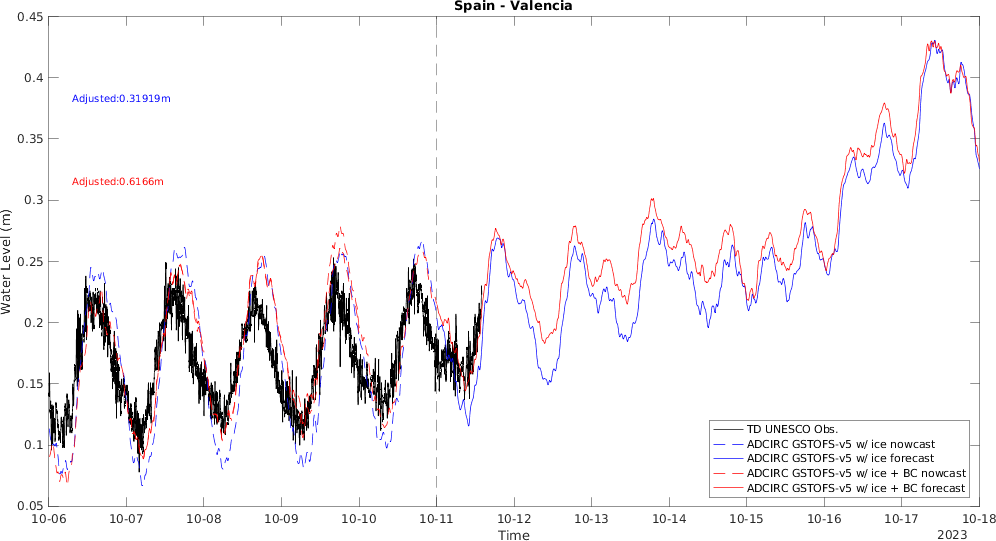 Spain - Valencia
0.45
0.4
0.35
0.3
0.25
0.2
0.15
0.1
0.05
Water Level (m)
Adjusted:0.31919m
Adjusted:0.6166m
TD UNESCO Obs.
ADCIRC GSTOFS-v5 w/ ice nowcast
ADCIRC GSTOFS-v5 w/ ice forecast
ADCIRC GSTOFS-v5 w/ ice + BC nowcast
ADCIRC GSTOFS-v5 w/ ice + BC forecast
10-06 10-07 10-08 10-09 10-10 10-11 10-12 10-13 10-14 10-15 10-16 10-17 10-18
Time
2023